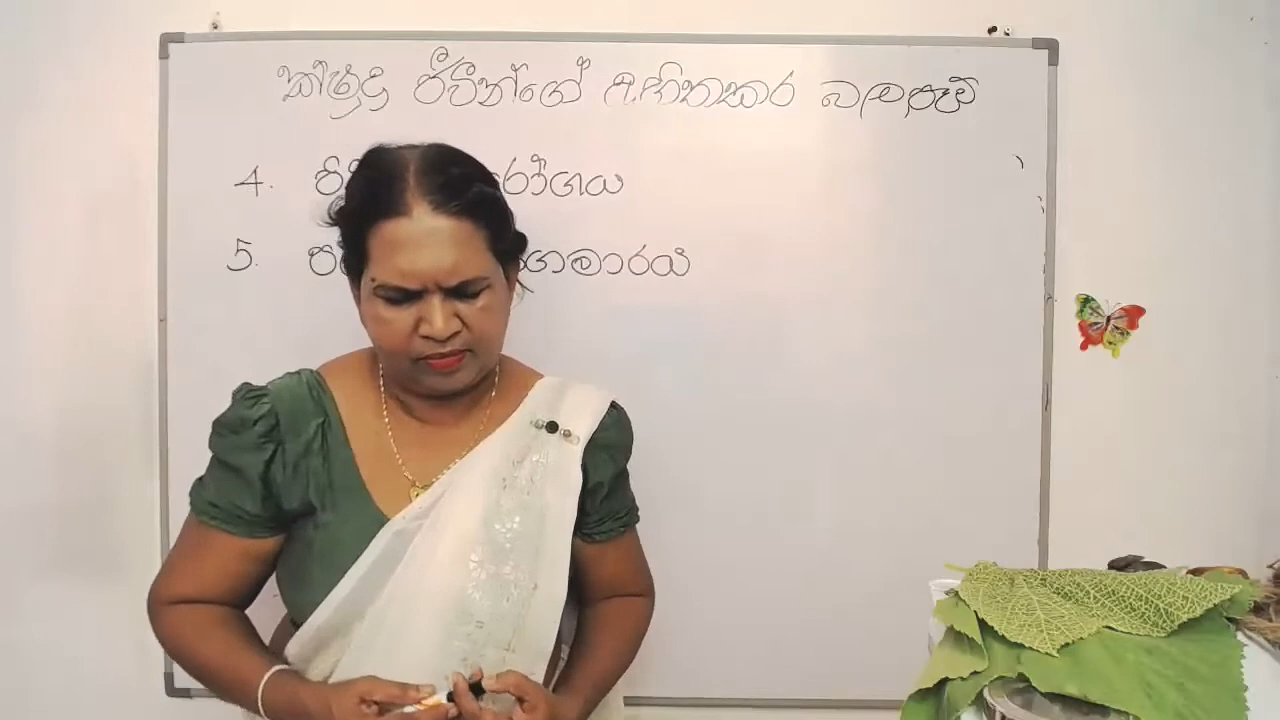 ක්ෂුද්‍ර ජීවීන්ගේ අහිතකර බලපෑම්
4. රෝගය
5. ගමාරය